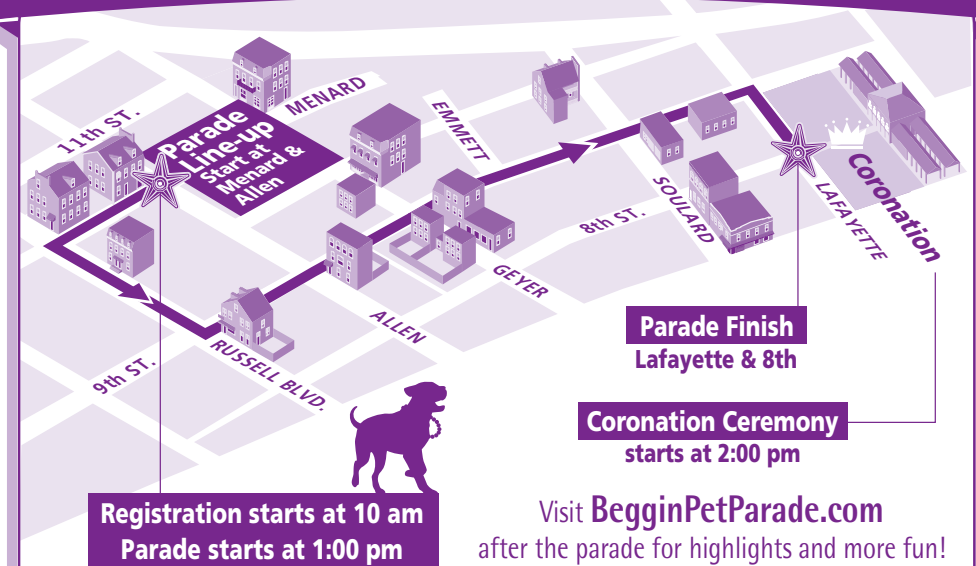 11th ST.
MENARD
Parade
Line-up
Start at
Menard &
Allen
EMMETT
SOULARD
8th ST.
LAFAYETTE
Coronation
GEYER
ALLEN
RUSSELL BLVD.
9th ST.
Parade Finish
Lafayette & 8th
Coronation Ceremony
starts at 2:00 pm
Registration starts at 10 am
Parade starts at 1:00 pm
Visit BegginPetParade.com
after the parade for highlights and more fun!